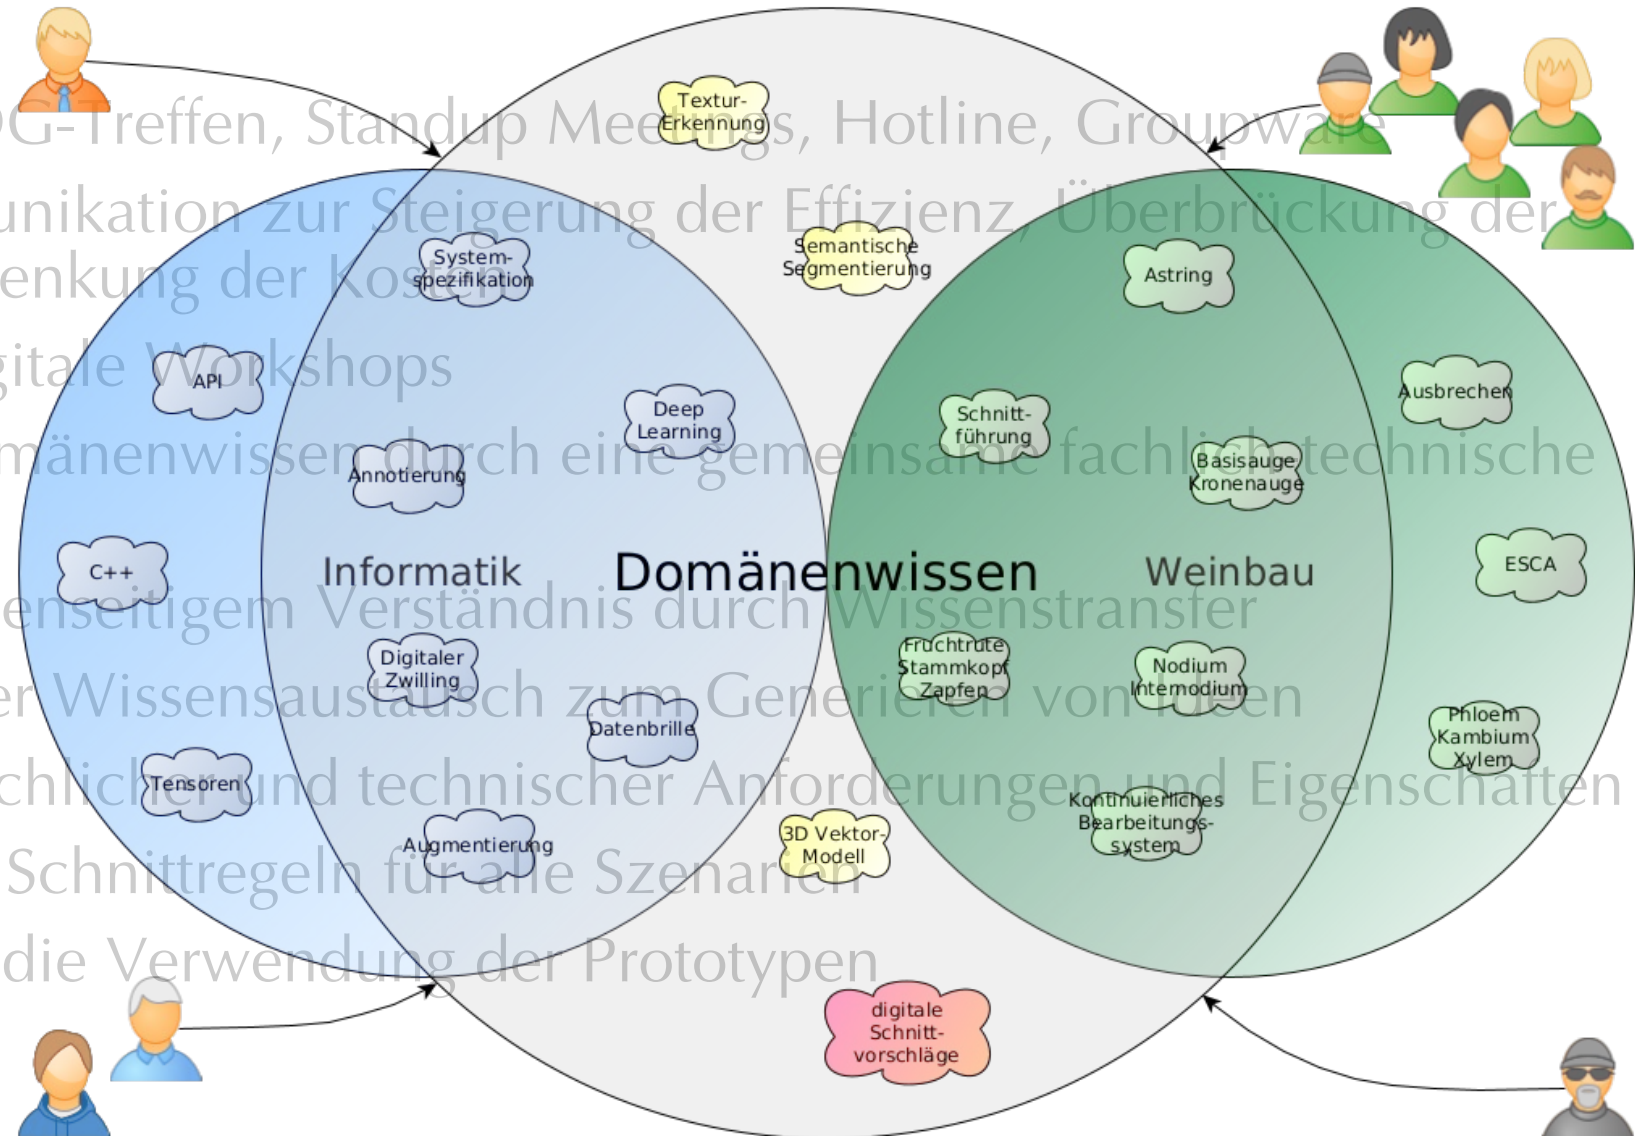 Textur-
Erkennung
G-Treffen, Standup Meetings, Hotline, Groupware
unikation zur Steigerung der Effizienz, Überbrückung der
enkung der Kosten
gitale Workshops
mänenwissen durch eine gemeinsame fachlich technische
enseitigem Verständnis durch Wissenstransfer
er Wissensaustausch zum Generieren von Ideen
chlicher und technischer Anforderungen und Eigenschaften
Schnittregeln für alle Szenarien
die Verwendung der Prototypen
System-
spezifikation
Semantische
Segmentierung
Astring
API
Deep
Learning
Schnitt-
führung
Ausbrechen
Annotierung
Basisauge
Kronenauge
C++
Informatik
Domänenwissen
Weinbau
ESCA
Digitaler
Zwilling
Fruchtrute
Stammkopf
Zapfen
Nodium
Internodium
Datenbrille
Phloem
Kambium
Xylem
Tensoren
Augmentierung
3D Vektor-
Modell
Kontinuierliches
Bearbeitungs-
system
digitale
Schnitt-
vorschläge